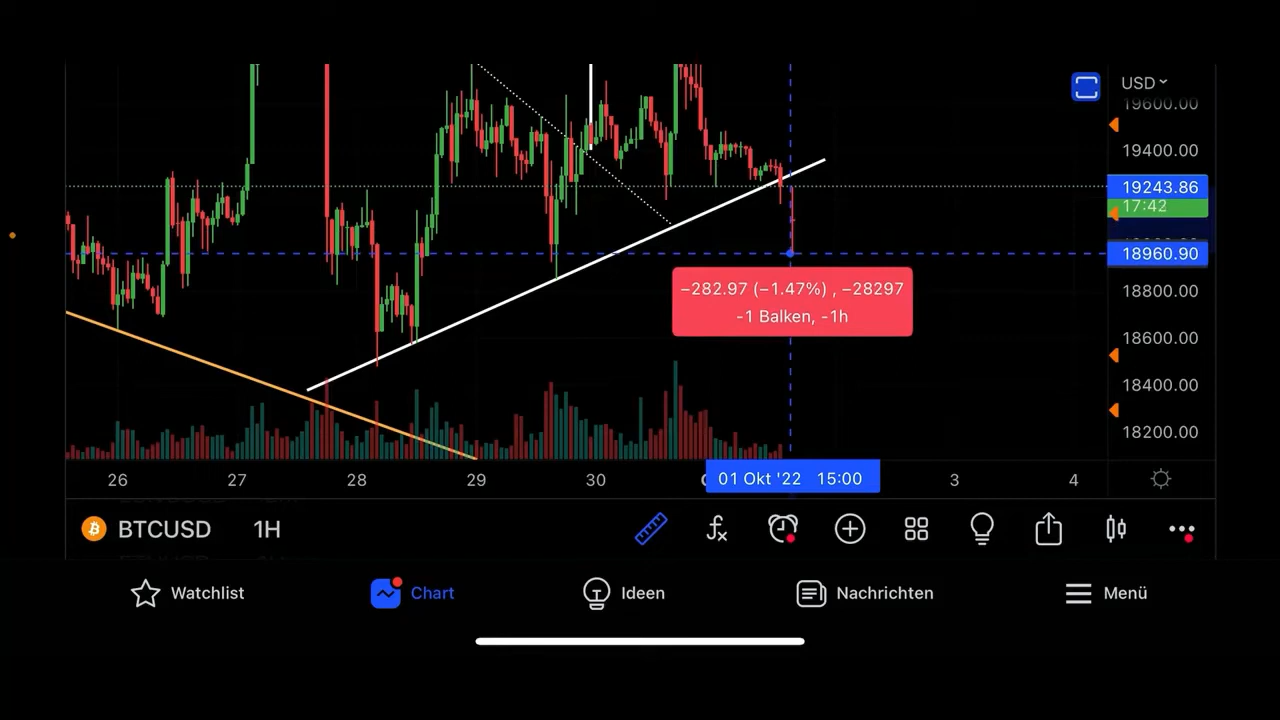 USD
19600.00
19400.00
19243.86
17:42
18960.90
−282.97 (−1.47%) , −28297
-1 Balken, -1h
18800.00
18600.00
18400.00
18200.00
26 27 28 29 30 01 Okt '22 15:00 3 4
BTCUSD 1H
Watchlist Chart Ideen Nachrichten Menü